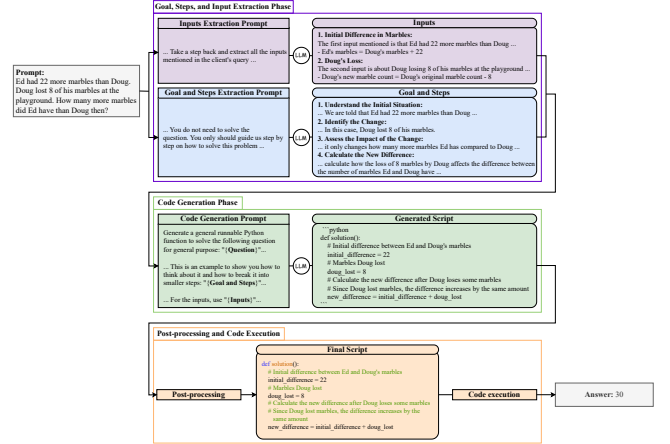 Goal, Steps, and Input Extraction Phase
Inputs Extraction Prompt
... Take a step back and extract all the inputs
mentioned in the client's query ...
LLM
Inputs
1. Initial Difference in Marbles:
The first input mentioned is that Ed had 22 more marbles than Doug ...
- Ed's marbles = Doug's marbles + 22
2. Doug's Loss:
The second input is about Doug losing 8 of his marbles at the playground ...
- Doug's new marble count = Doug's original marble count - 8
Prompt:
Ed had 22 more marbles than Doug.
Doug lost 8 of his marbles at the
playground. How many more marbles
did Ed have than Doug then?
Goal and Steps Extraction Prompt
... You do not need to solve the
question. You only should guide us step by
step on how to solve this problem ...
LLM
Goal and Steps
1. Understand the Initial Situation:
... We are told that Ed had 22 more marbles than Doug ...
2. Identify the Change:
... In this case, Doug lost 8 of his marbles.
3. Assess the Impact of the Change:
... it only changes how many more marbles Ed has compared to Doug ...
4. Calculate the New Difference:
... calculate how the loss of 8 marbles by Doug affects the difference between
the number of marbles Ed and Doug have ...
Code Generation Phase
Code Generation Prompt
Generate a general runnable Python
function to solve the following question
for general purpose: "{Question}"...
... This is an example to show you how to
think about it and how to break it into
smaller steps: "{Goal and Steps}"...
... For the inputs, use "{Inputs}"...
LLM
Generated Script
```python
def solution():
# Initial difference between Ed and Doug's marbles
initial_difference = 22
# Marbles Doug lost
doug_lost = 8
# Calculate the new difference after Doug loses some marbles
# Since Doug lost marbles, the difference increases by the same amount
new_difference = initial_difference + doug_lost
```
Post-processing and Code Execution
Post-processing
Final Script
def solution():
# Initial difference between Ed and Doug's marbles
initial_difference = 22
# Marbles Doug lost
doug_lost = 8
# Calculate the new difference after Doug loses some marbles
# Since Doug lost marbles, the difference increases by the
same amount
new_difference = initial_difference + doug_lost
Code execution
Answer: 30